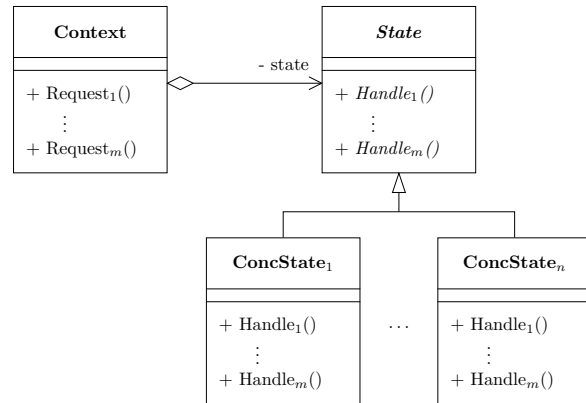 Context
+ Request₁()
⋮
+ Requestₘ()
- state
State
+ Handle₁()
⋮
+ Handleₘ()
ConcState₁
+ Handle₁()
⋮
+ Handleₘ()
...
ConcStateₙ
+ Handle₁()
⋮
+ Handleₘ()